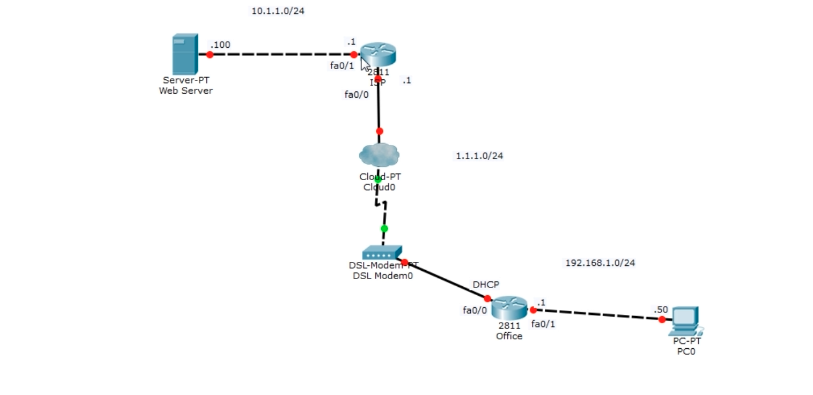 10.1.1.0/24
.100
.1
fa0/1
2811
ISP
.1
fa0/0
Server-PT
Web Server
Cloud-PT
Cloud0
1.1.1.0/24
DSL-Modem-PT
DSL Modem0
192.168.1.0/24
DHCP
fa0/0
.1
fa0/1
2811
Office
.50
PC-PT
PC0